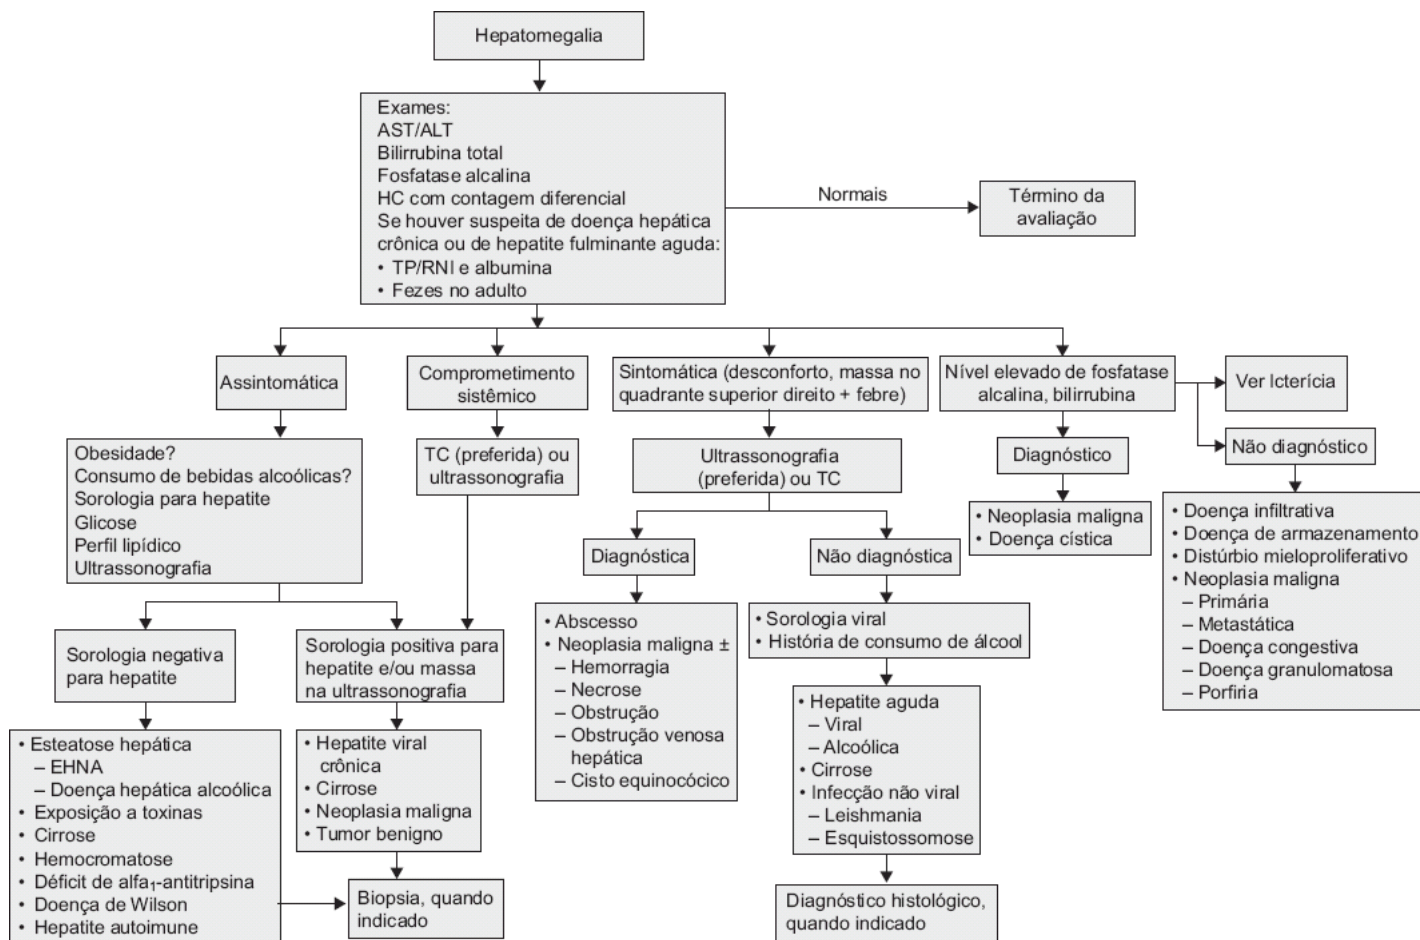 Hepatomegalia
Exames:
AST/ALT
Bilirrubina total
Fosfatase alcalina
HC com contagem diferencial
Se houver suspeita de doença hepática
crônica ou de hepatite fulminante aguda:
• TP/RNI e albumina
• Fezes no adulto
Normais
Término da
avaliação
Assintomática
Comprometimento
sistêmico
Sintomática (desconforto, massa no
quadrante superior direito + febre)
Nível elevado de fosfatase
alcalina, bilirrubina
Ver Icterícia
Obesidade?
Consumo de bebidas alcoólicas?
Sorologia para hepatite
Glicose
Perfil lipídico
Ultrassonografia
TC (preferida) ou
ultrassonografia
Ultrassonografia
(preferida) ou TC
Diagnóstico
Não diagnóstico
• Neoplasia maligna
• Doença cística
• Doença infiltrativa
• Doença de armazenamento
• Distúrbio mieloproliferativo
• Neoplasia maligna
– Primária
– Metastática
– Doença congestiva
– Doença granulomatosa
– Porfiria
Diagnóstica
Não diagnóstica
Sorologia negativa
para hepatite
Sorologia positiva para
hepatite e/ou massa
na ultrassonografia
• Abscesso
• Neoplasia maligna ±
– Hemorragia
– Necrose
– Obstrução
– Obstrução venosa
hepática
– Cisto equinocócico
• Sorologia viral
• História de consumo de álcool
• Hepatite aguda
– Viral
– Alcoólica
• Cirrose
• Infecção não viral
– Leishmania
– Esquistossomose
• Esteatose hepática
– EHNA
– Doença hepática alcoólica
• Exposição a toxinas
• Cirrose
• Hemocromatose
• Déficit de alfa₁-antitripsina
• Doença de Wilson
• Hepatite autoimune
• Hepatite viral
crônica
• Cirrose
• Neoplasia maligna
• Tumor benigno
Biopsia, quando
indicado
Diagnóstico histológico,
quando indicado